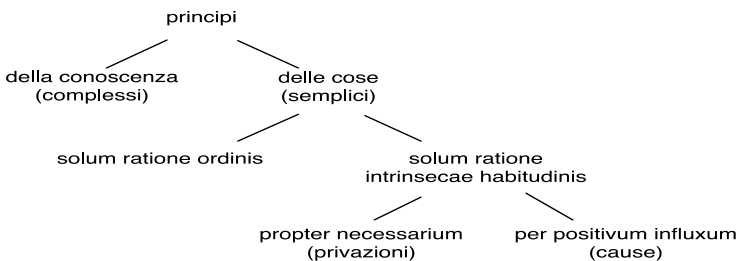 principi
della conoscenza
(complessi)
delle cose
(semplici)
solum ratione ordinis
solum ratione
intrinsecae habitudinis
propter necessarium
(privazioni)
per positivum influxum
(cause)